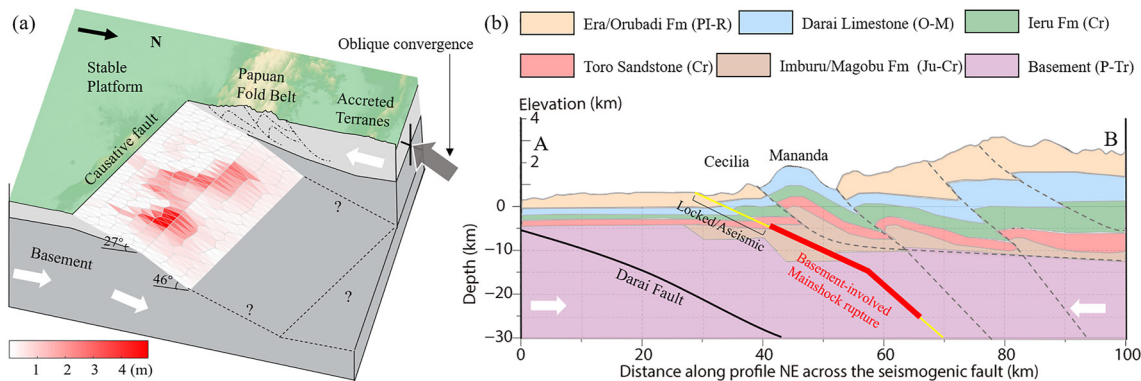 (a)
N
Oblique convergence
Stable
Platform
Papuan
Fold Belt
Accreted
Terranes
Causative fault
?
?
?
27°
46°
Basement
1 2 3 4 (m)
(b)
Era/Orubadi Fm (PI-R)
Darai Limestone (O-M)
Ieru Fm (Cr)
Toro Sandstone (Cr)
Imburu/Magobu Fm (Ju-Cr)
Basement (P-Tr)
Elevation (km)
4
A
B
Cecilia
Mananda
2
0
Locked/Aseismic
−10
Basement-involved
Mainshock rupture
Darai Fault
−20
−30
Depth (km)
0 20 40 60 80 100
Distance along profile NE across the seismogenic fault (km)